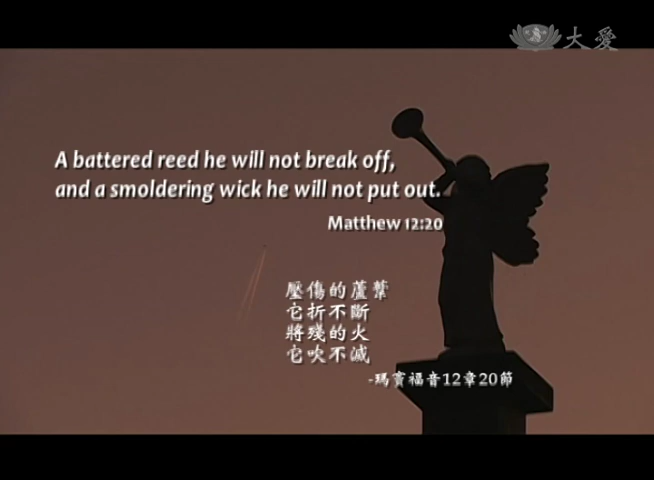 大愛
A battered reed he will not break off,
and a smoldering wick he will not put out.
Matthew 12:20
壓傷的蘆葦
它折不斷
將殘的火
它吹不滅
-瑪竇福音12章20節